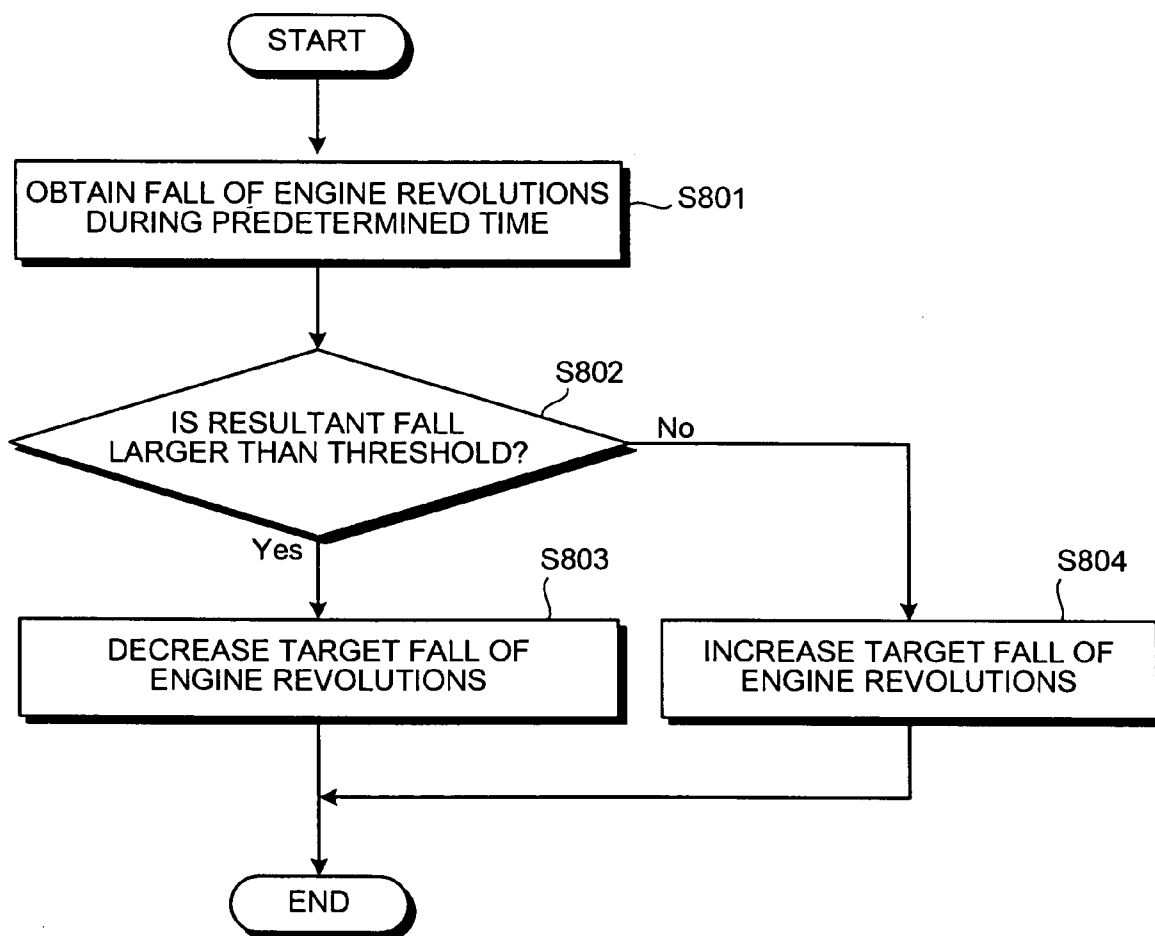 START
OBTAIN FALL OF ENGINE REVOLUTIONS
DURING PREDETERMINED TIME
S801
S802
IS RESULTANT FALL
LARGER THAN THRESHOLD?
No
Yes
S803
DECREASE TARGET FALL OF
ENGINE REVOLUTIONS
S804
INCREASE TARGET FALL OF
ENGINE REVOLUTIONS
END